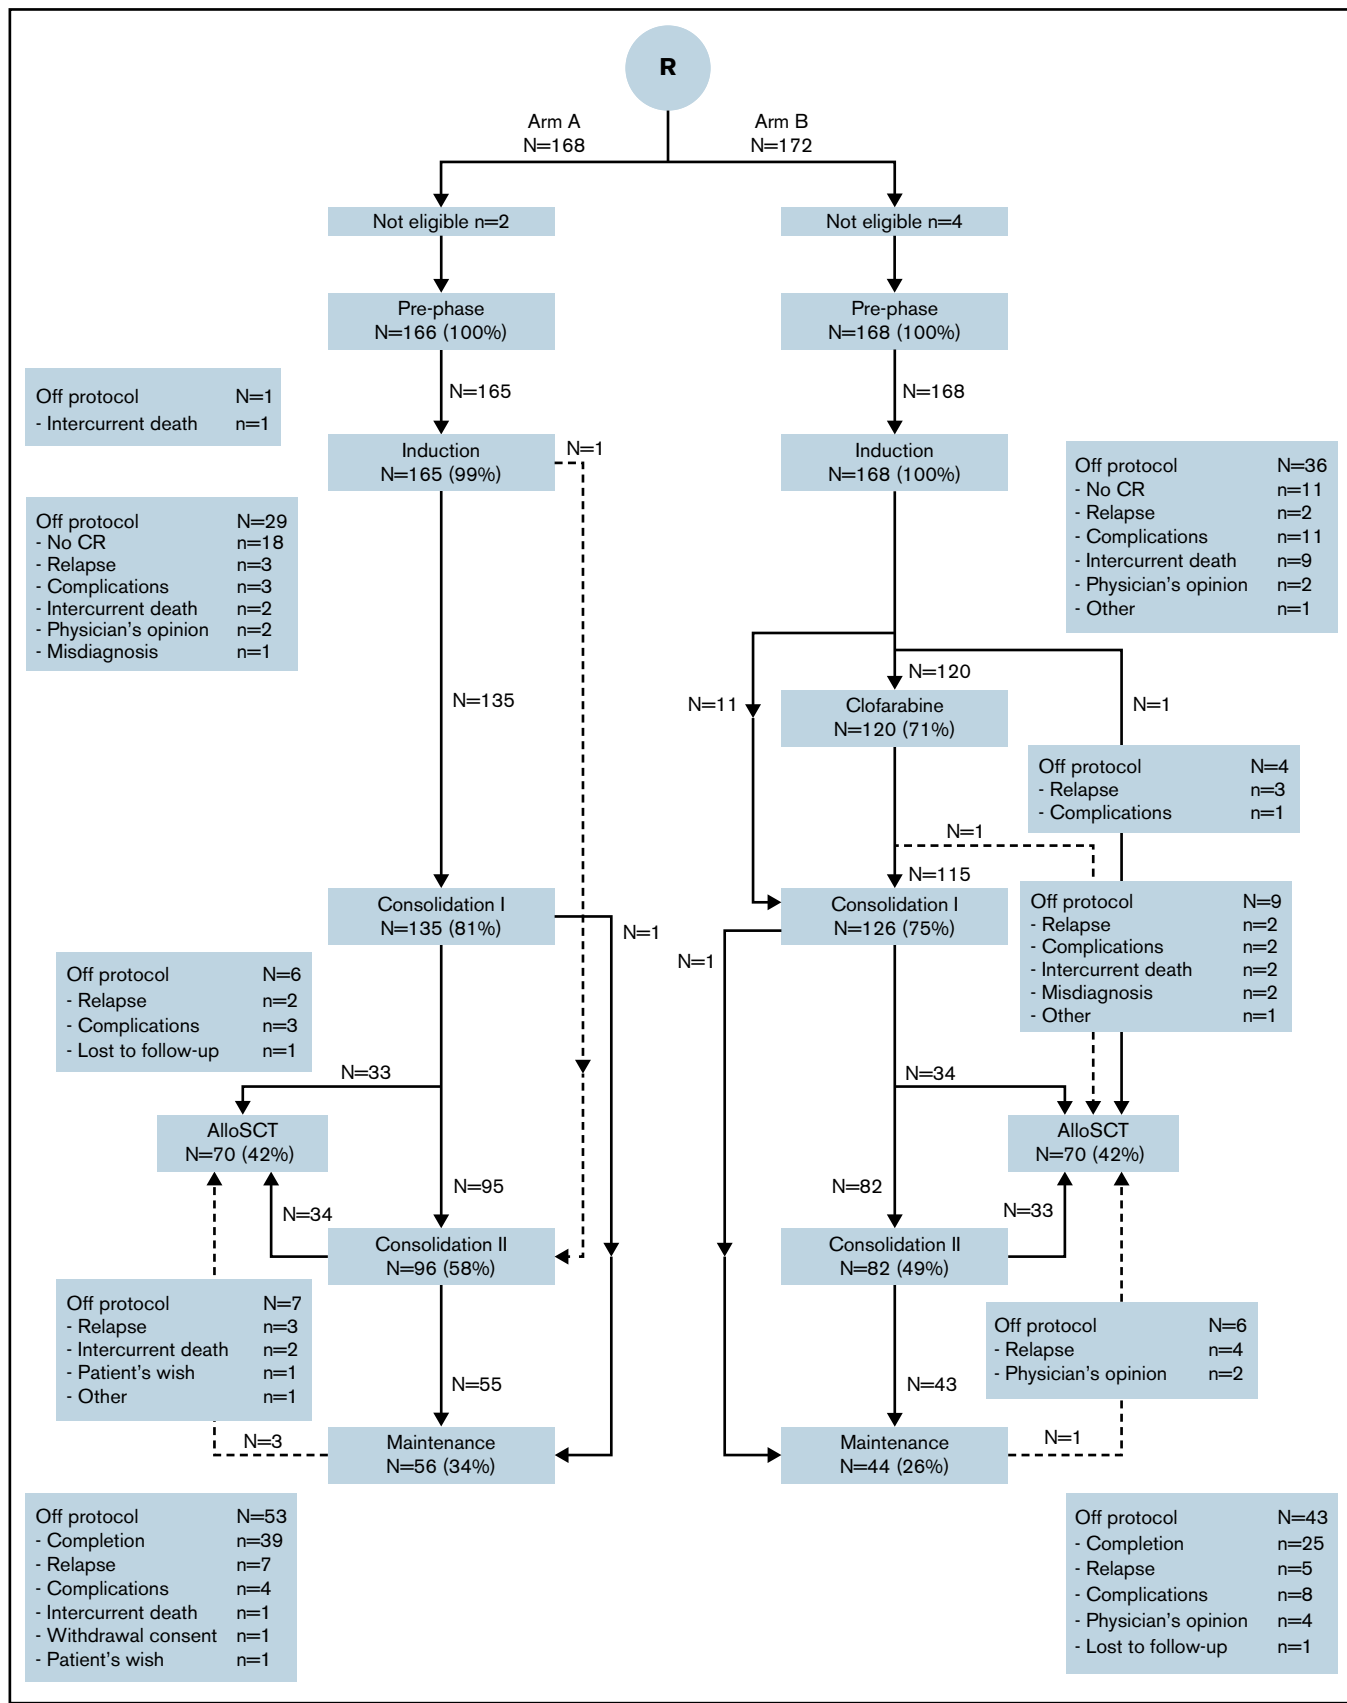 R
Arm A
N=168
Arm B
N=172
Not eligible n=2
Not eligible n=4
Pre-phase
N=166 (100%)
Pre-phase
N=168 (100%)
N=165
N=168
Off protocol N=1
- Intercurrent death n=1
Induction
N=165 (99%)
N=1
Induction
N=168 (100%)
Off protocol N=36
- No CR n=11
- Relapse n=2
- Complications n=11
- Intercurrent death n=9
- Physician's opinion n=2
- Other n=1
Off protocol N=29
- No CR n=18
- Relapse n=3
- Complications n=3
- Intercurrent death n=2
- Physician's opinion n=2
- Misdiagnosis n=1
N=135
N=11
N=120
N=1
Clofarabine
N=120 (71%)
Off protocol N=4
- Relapse n=3
- Complications n=1
N=1
N=115
Consolidation I
N=135 (81%)
N=1
Consolidation I
N=126 (75%)
N=1
Off protocol N=9
- Relapse n=2
- Complications n=2
- Intercurrent death n=2
- Misdiagnosis n=2
- Other n=1
Off protocol N=6
- Relapse n=2
- Complications n=3
- Lost to follow-up n=1
N=33
N=34
AlloSCT
N=70 (42%)
AlloSCT
N=70 (42%)
N=95
N=82
N=34
N=33
Consolidation II
N=96 (58%)
Consolidation II
N=82 (49%)
Off protocol N=7
- Relapse n=3
- Intercurrent death n=2
- Patient's wish n=1
- Other n=1
Off protocol N=6
- Relapse n=4
- Physician's opinion n=2
N=55
N=43
N=3
Maintenance
N=56 (34%)
Maintenance
N=44 (26%)
N=1
Off protocol N=53
- Completion n=39
- Relapse n=7
- Complications n=4
- Intercurrent death n=1
- Withdrawal consent n=1
- Patient's wish n=1
Off protocol N=43
- Completion n=25
- Relapse n=5
- Complications n=8
- Physician's opinion n=4
- Lost to follow-up n=1